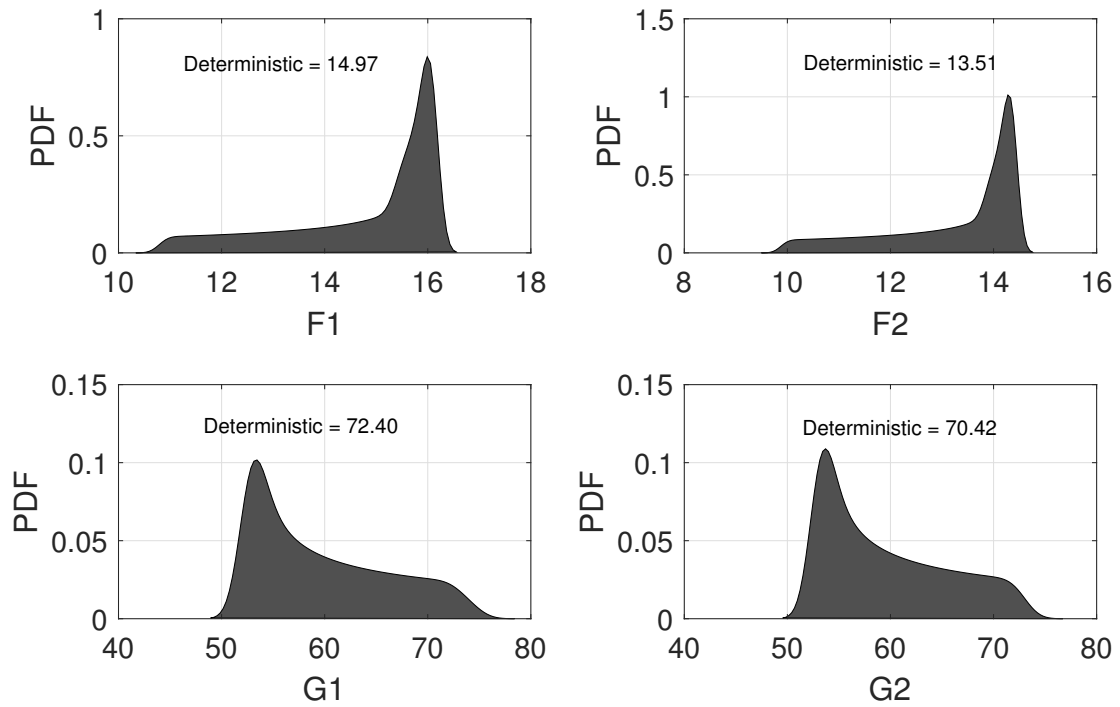 1
0.5
0
PDF
Deterministic = 14.97
10
12
14
16
18
F1
1.5
1
0.5
0
PDF
Deterministic = 13.51
8
10
12
14
16
F2
0.15
0.1
0.05
0
PDF
Deterministic = 72.40
40
50
60
70
80
G1
0.15
0.1
0.05
0
PDF
Deterministic = 70.42
40
50
60
70
80
G2